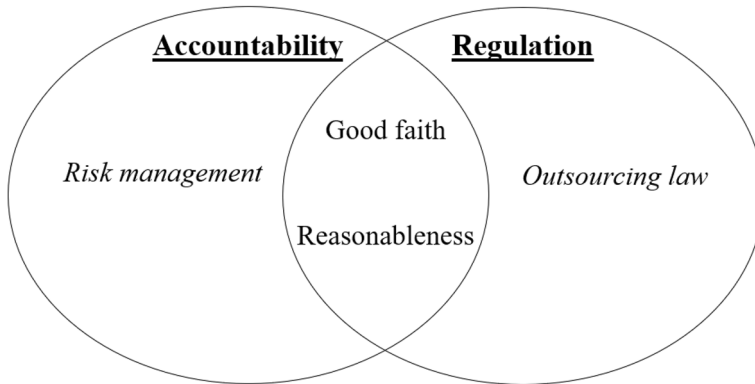 Accountability
Regulation
Good faith
Risk management
Outsourcing law
Reasonableness